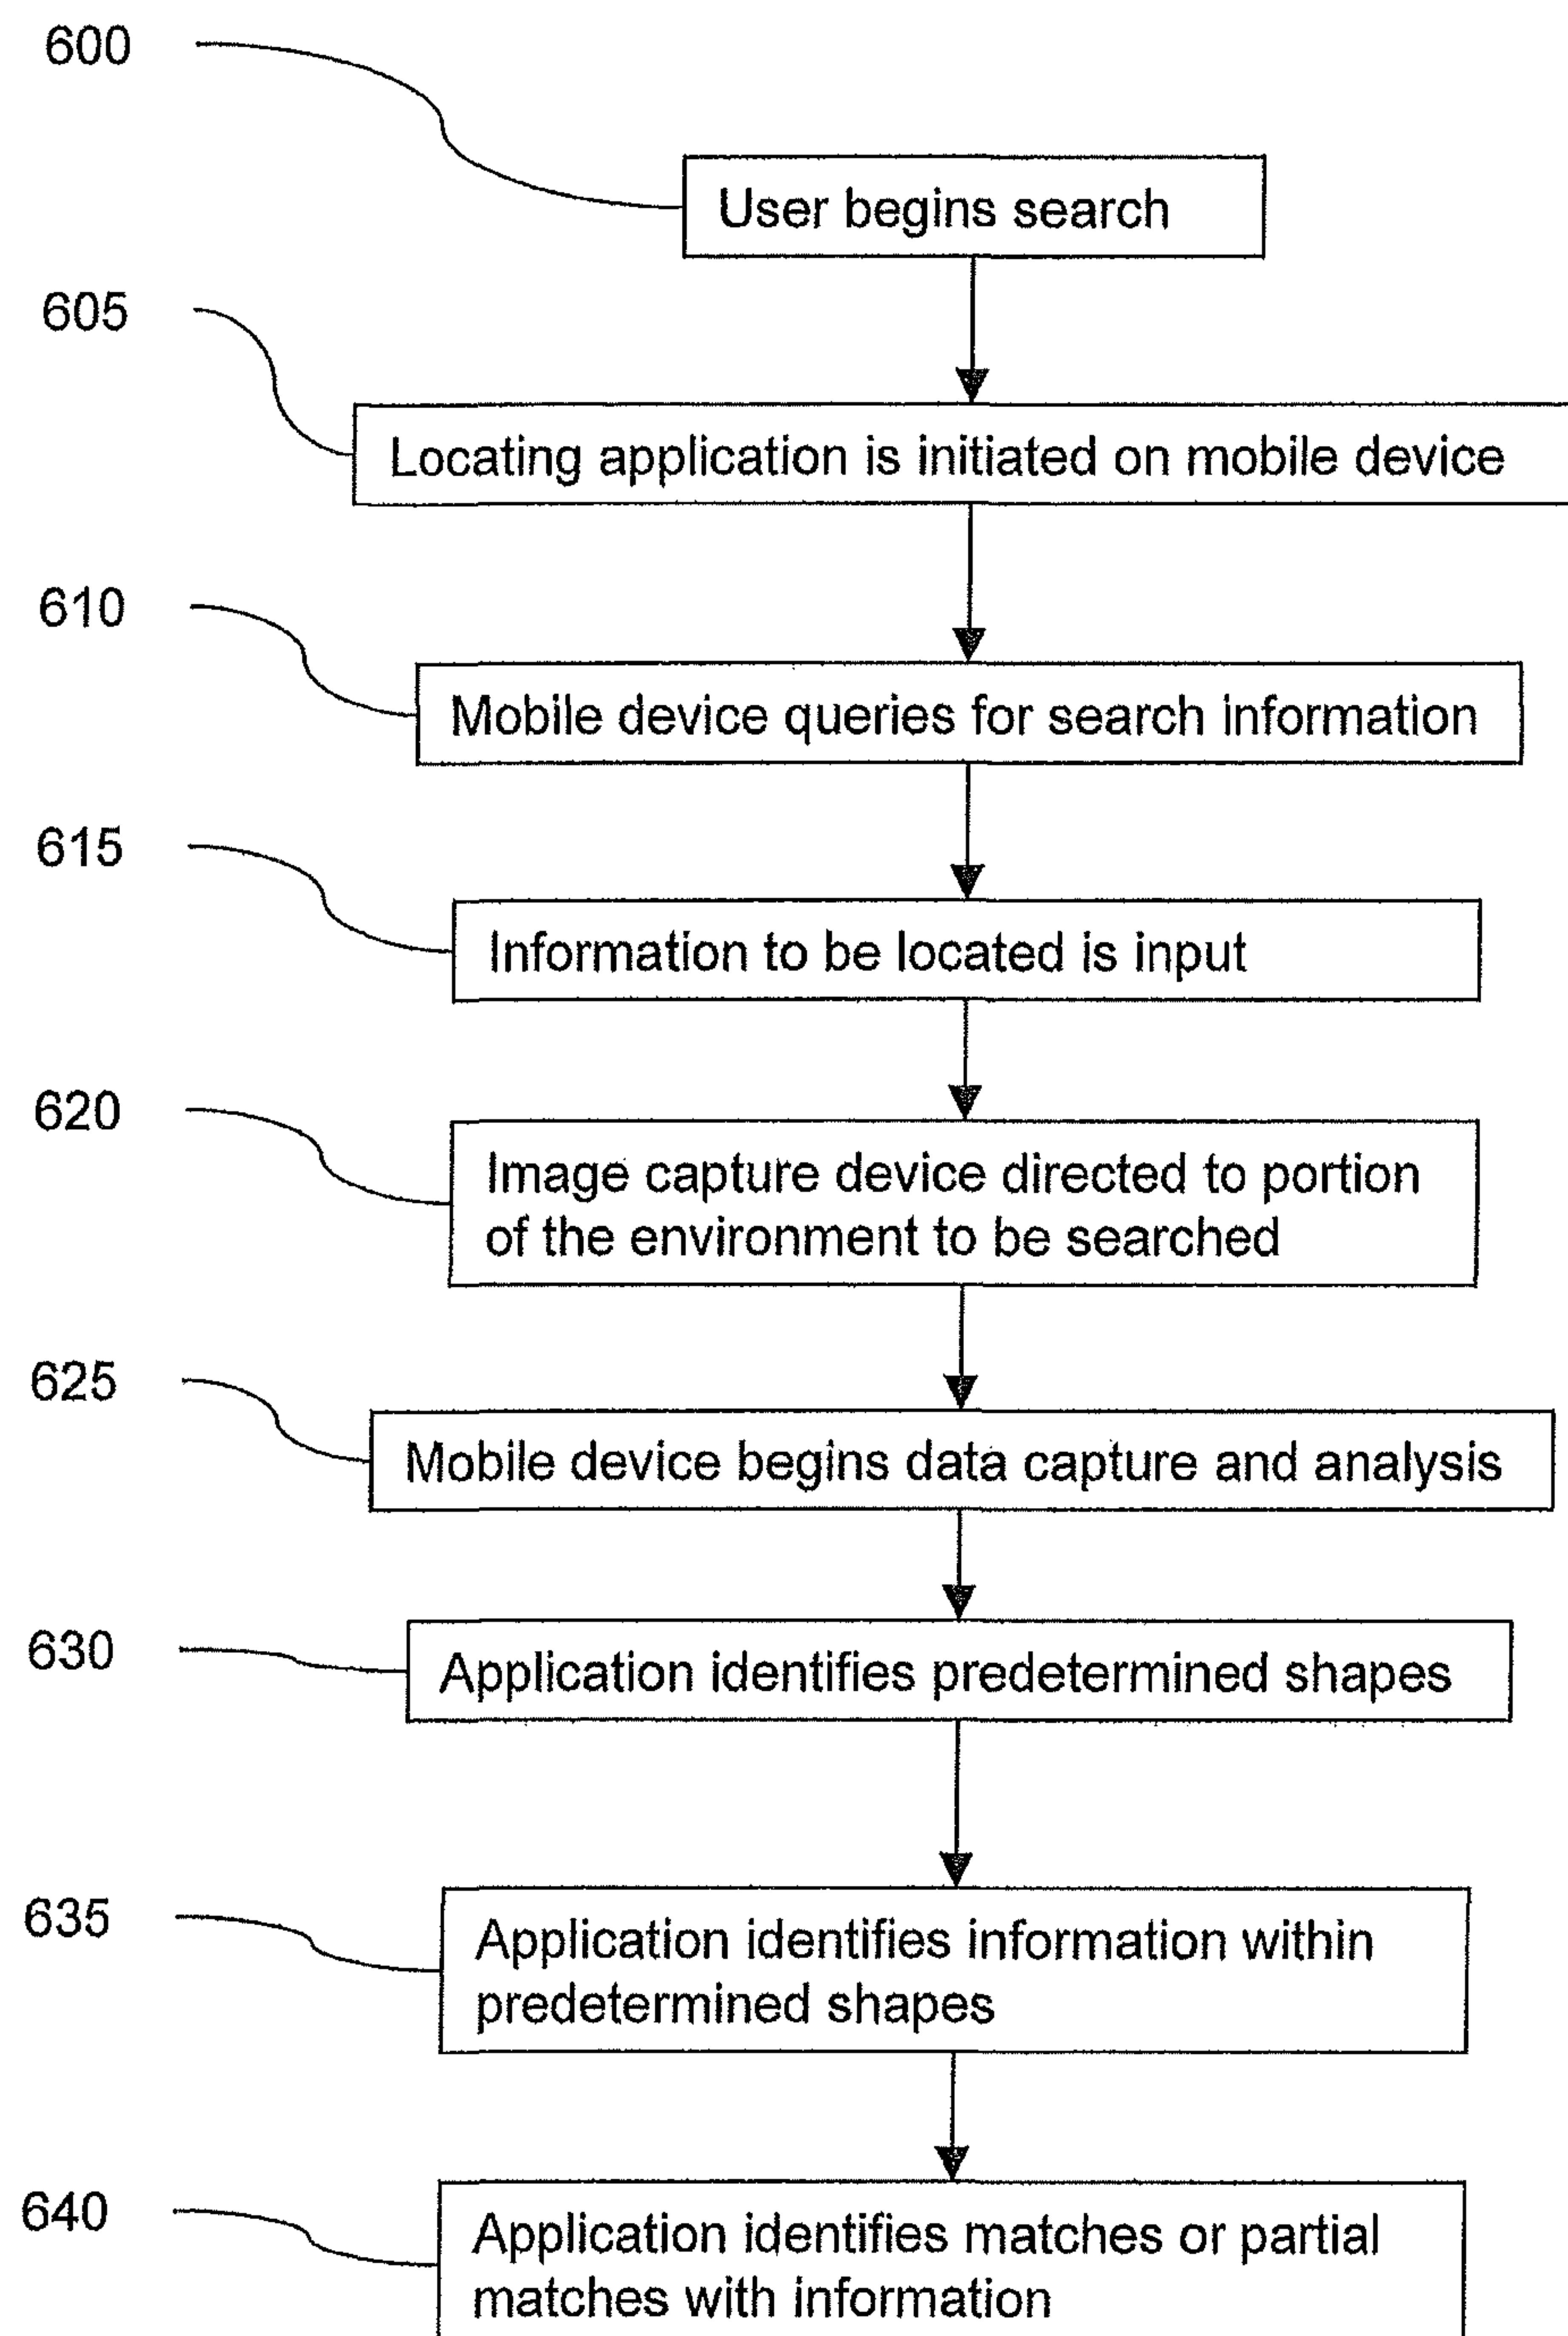 600
User begins search
605
Locating application is initiated on mobile device
610
Mobile device queries for search information
615
Information to be located is input
620
Image capture device directed to portion
of the environment to be searched
625
Mobile device begins data capture and analysis
630
Application identifies predetermined shapes
635
Application identifies information within
predetermined shapes
640
Application identifies matches or partial
matches with information